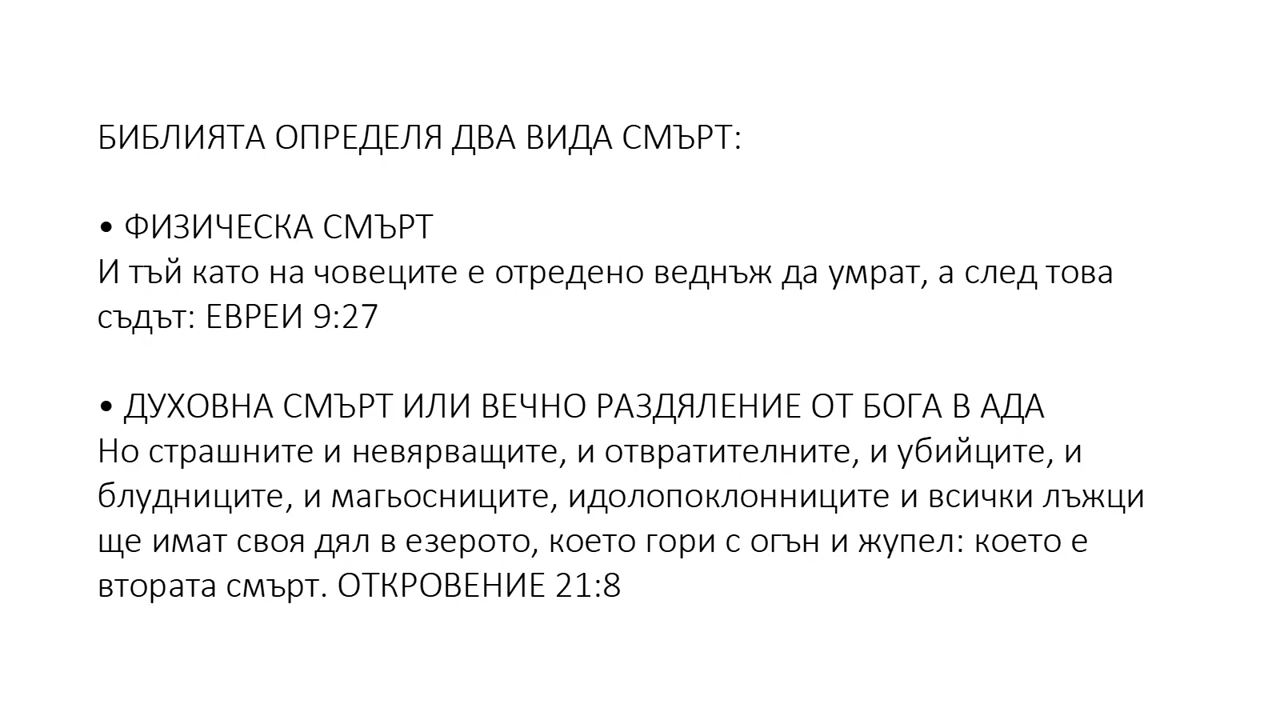 БИБЛИЯТА ОПРЕДЕЛЯ ДВА ВИДА СМЪРТ:
• ФИЗИЧЕСКА СМЪРТ
И тъй като на човеците е отредено веднъж да умрат, а след това
съдът: ЕВРЕИ 9:27
• ДУХОВНА СМЪРТ ИЛИ ВЕЧНО РАЗДЯЛЕНИЕ ОТ БОГА В АДА
Но страшните и невярващите, и отвратителните, и убийците, и
блудниците, и магьосниците, идолопоклонниците и всички лъжци
ще имат своя дял в езерото, което гори с огън и жупел: което е
втората смърт. ОТКРОВЕНИЕ 21:8